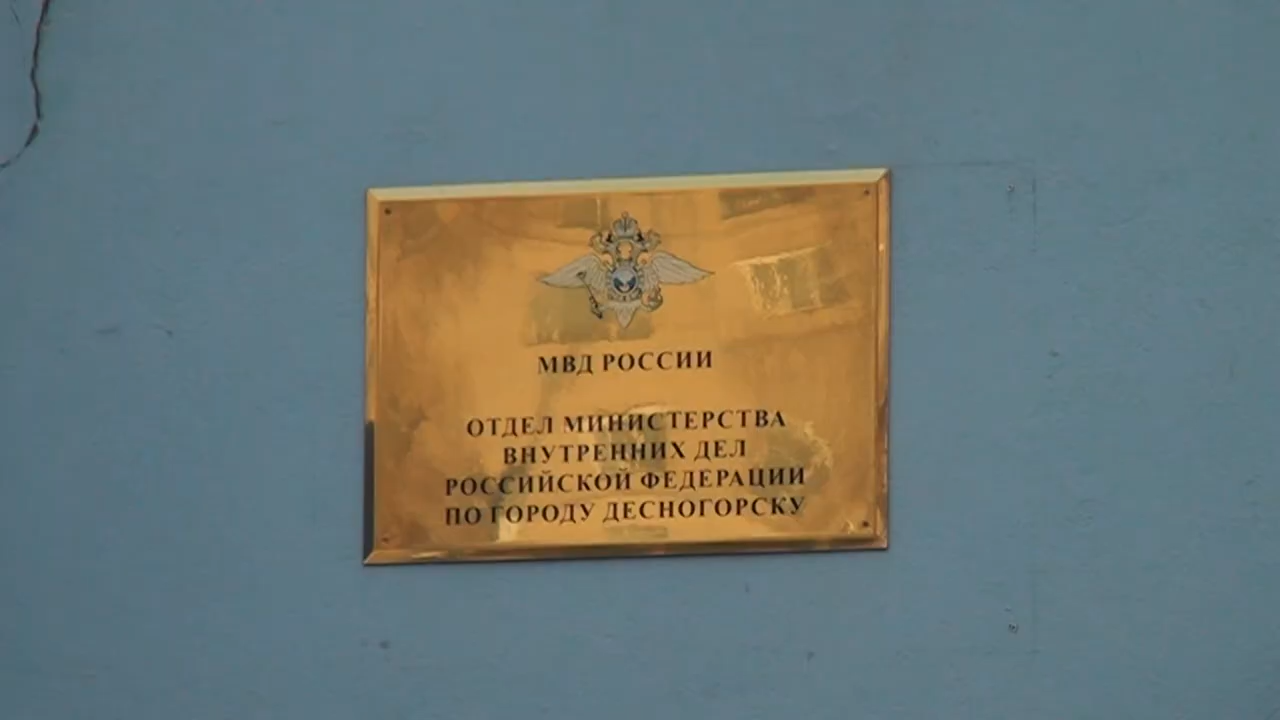 МВД РОССИИ
ОТДЕЛ МИНИСТЕРСТВА
ВНУТРЕННИХ ДЕЛ
РОССИЙСКОЙ ФЕДЕРАЦИИ
ПО ГОРОДУ ДЕСНОГОРСКУ